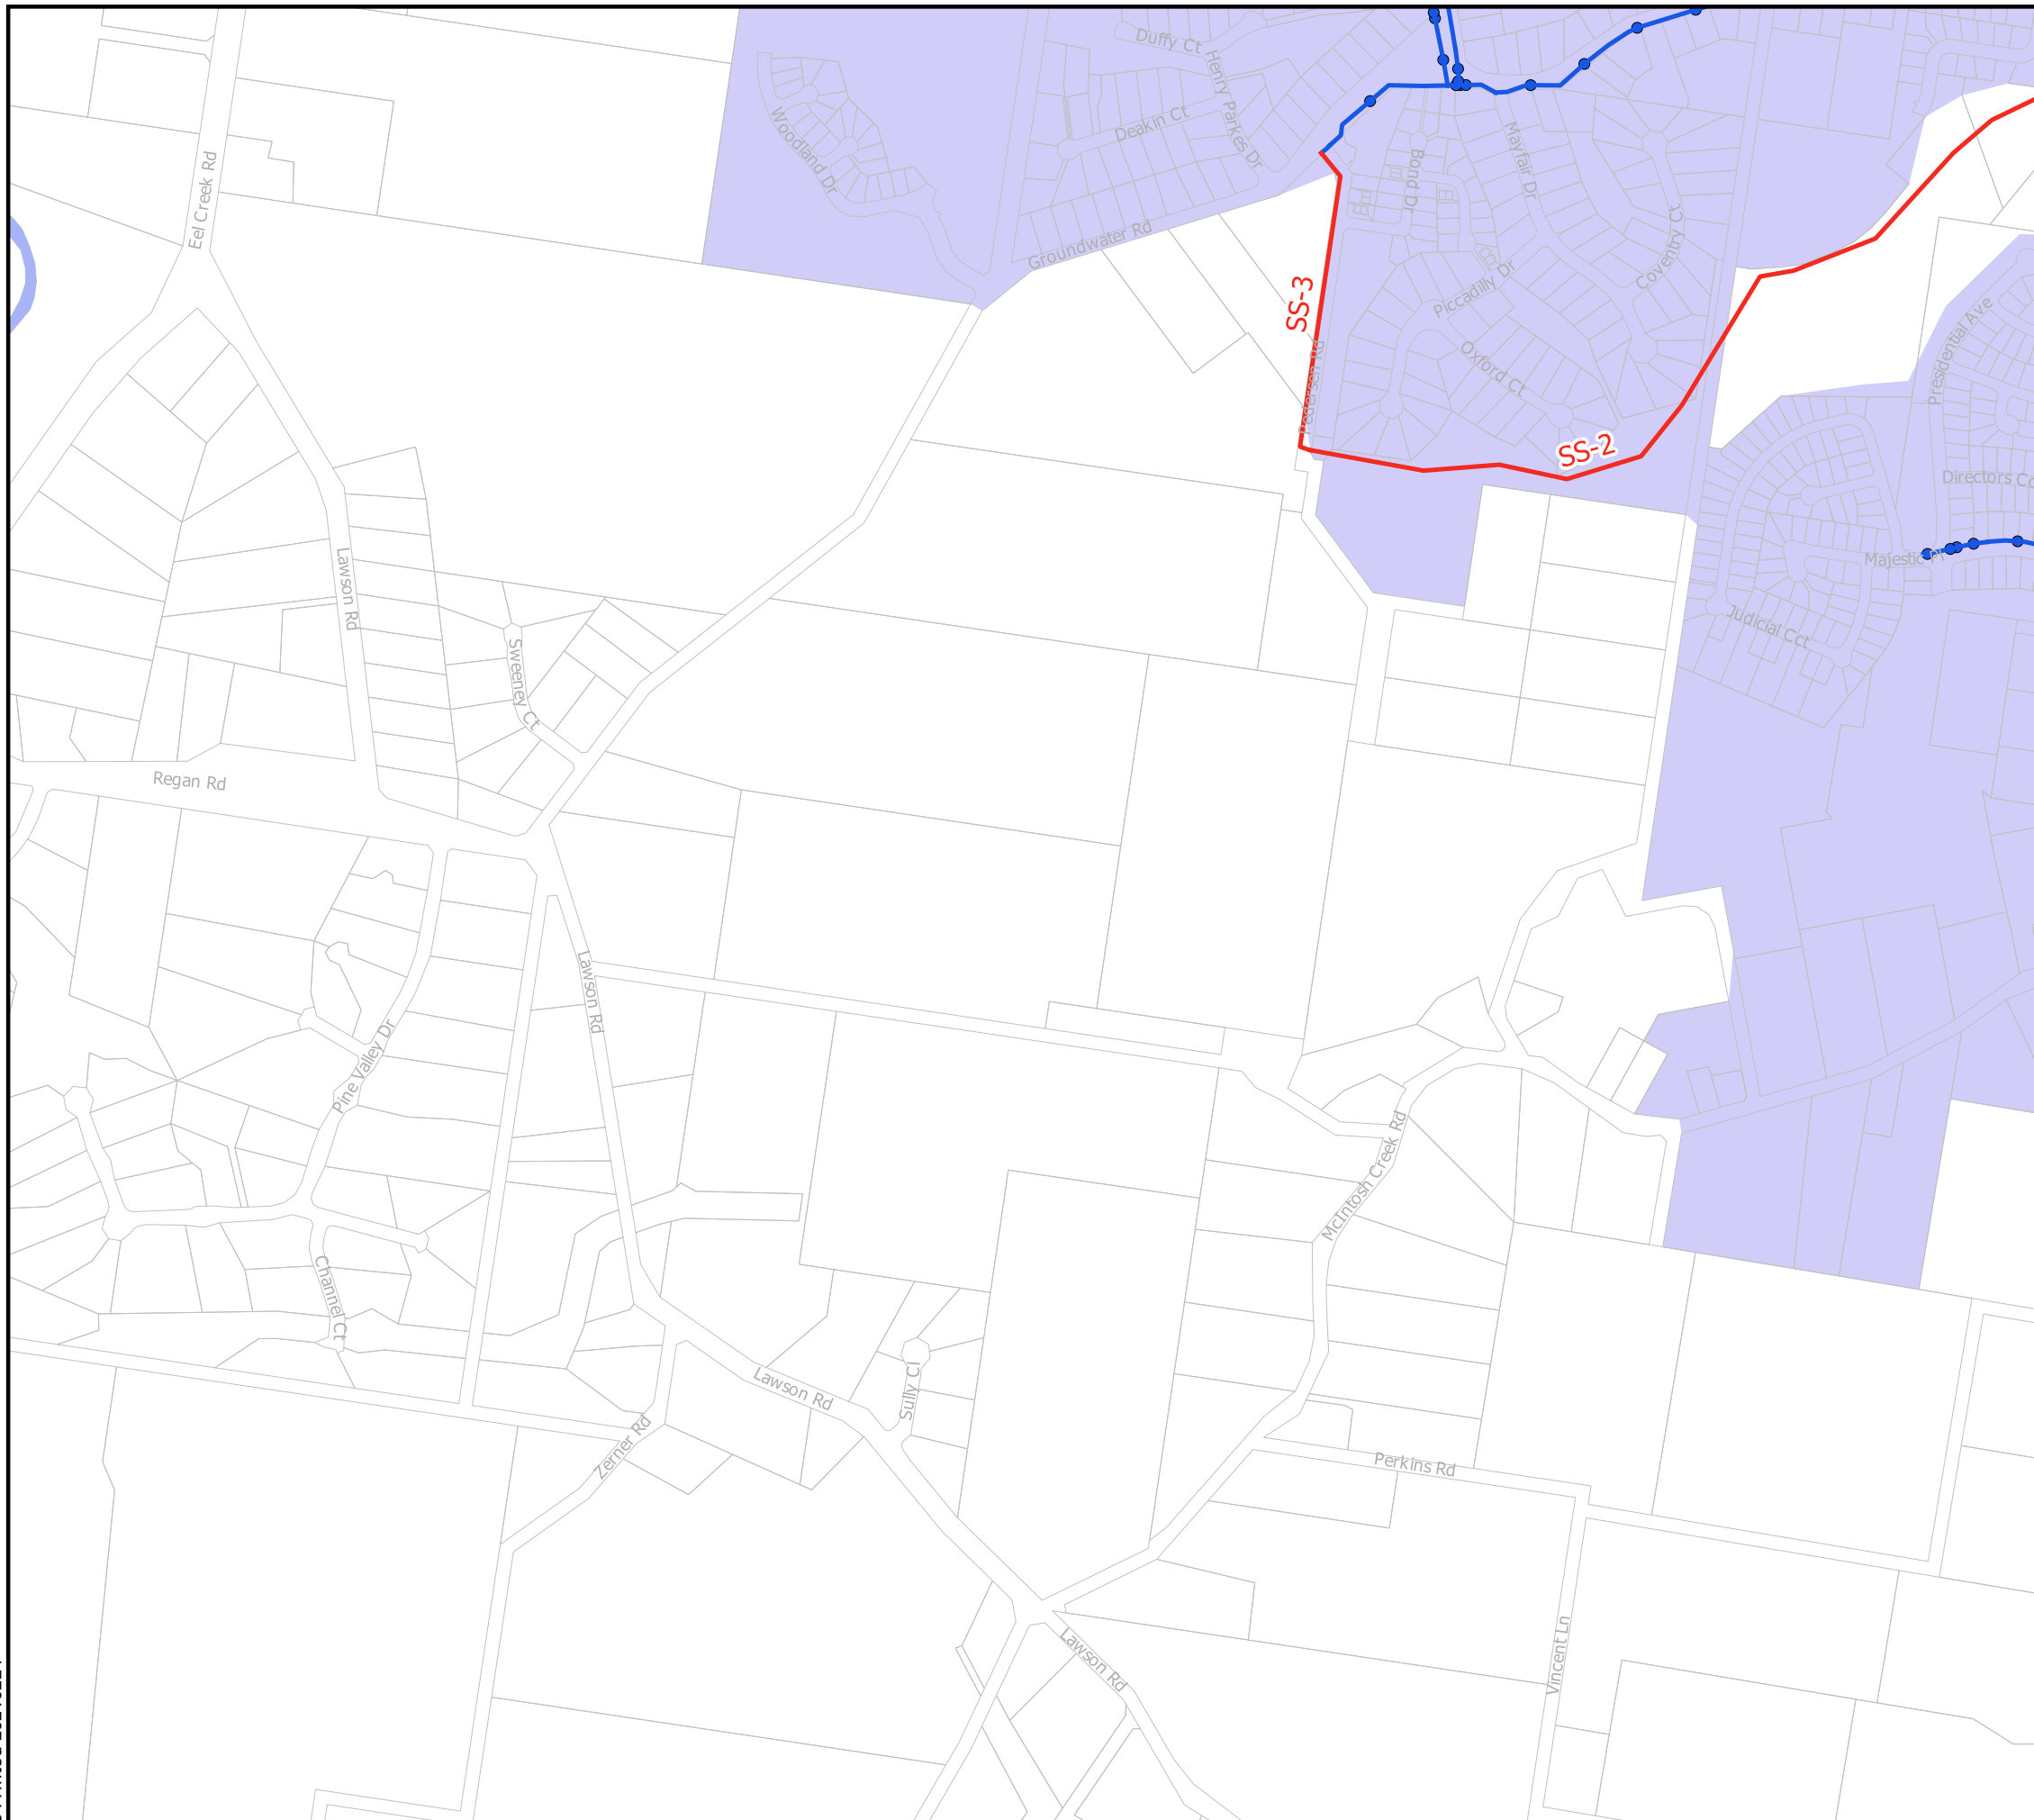 Duffy Ct
Henry Parkes Dr
Deakin Ct
Woodland Dr
Bond Dr
Mayfair Dr
Eel Creek Rd
Groundwater Rd
Coventry Ct
Piccadilly Dr
SS-3
Pedersen Rd
Oxford Ct
Presidential Ave
SS-2
Directors
Majestic Pl
Lawson Rd
Judicial Cct
Sweeney Ct
Regan Rd
Lawson Rd
Pine Valley Dr
McIntosh Creek Rd
Channel Ct
Lawson Rd
Sully Cl
Zerner Rd
Perkins Rd
Lawson Rd
Vincent Ln